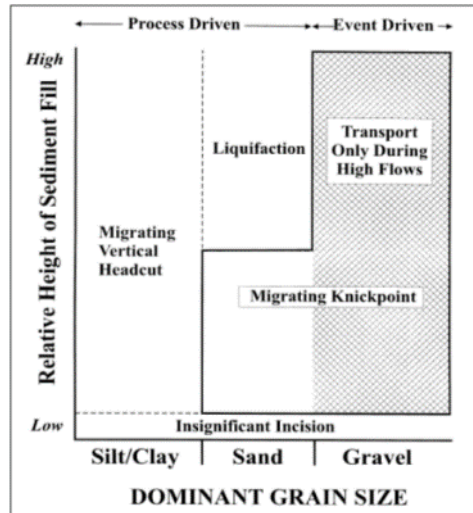 Process Driven
Event Driven
High
Relative Height of Sediment Fill
Liquifaction
Transport
Only During
High Flows
Migrating
Vertical
Headcut
Migrating Knickpoint
Low
Insignificant Incision
Silt/Clay
Sand
Gravel
DOMINANT GRAIN SIZE